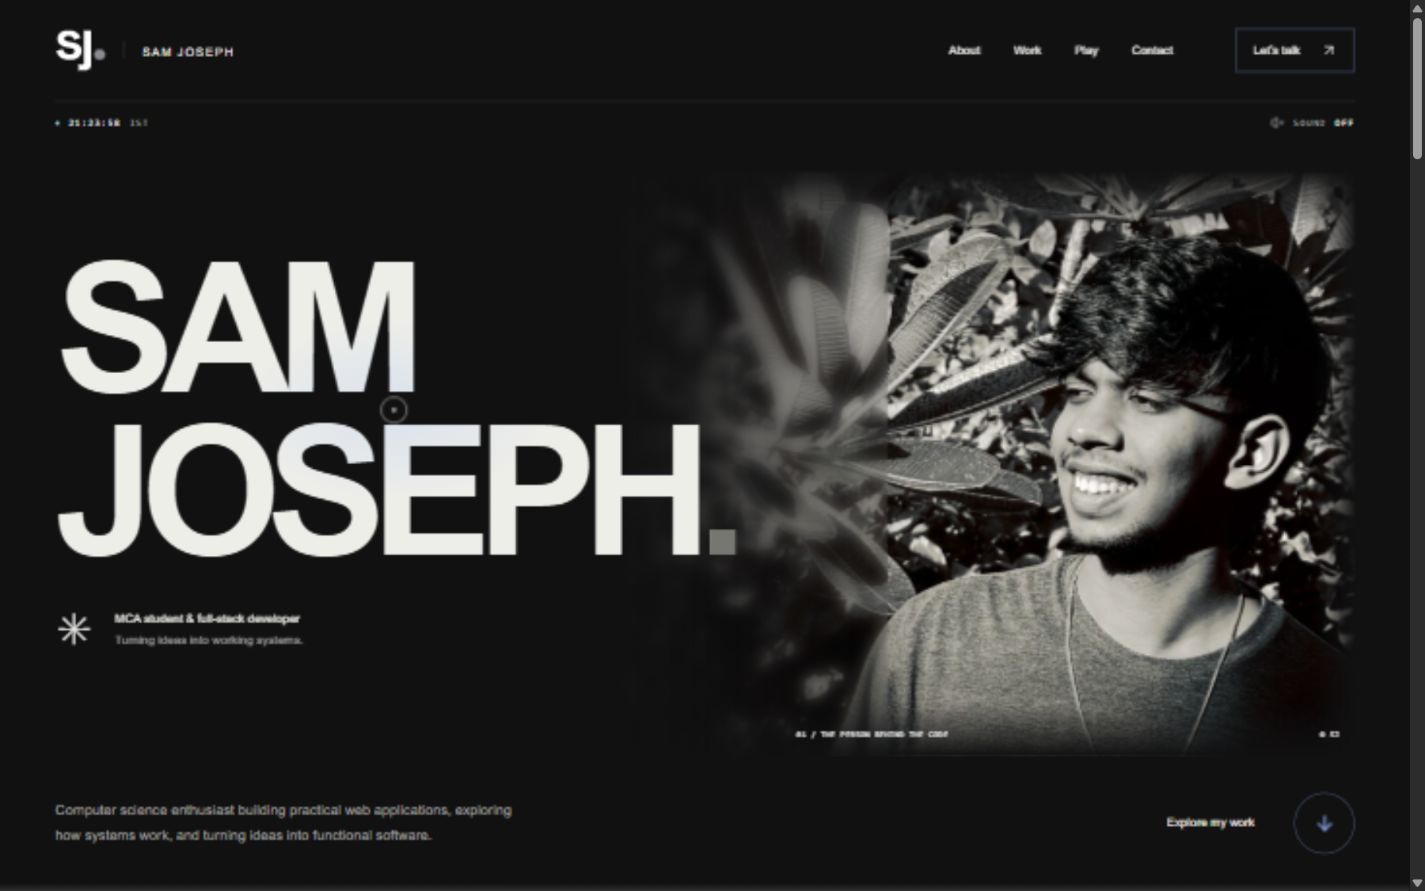 SJ.
SAM JOSEPH
About
Work
Play
Contact
Let's talk
21:23:58 IST
SOUND OFF
SAM
JOSEPH.
MCA student & full-stack developer
Turning ideas into working systems.
01 / THE PERSON BEHIND THE CODE
Computer science enthusiast building practical web applications, exploring
how systems work, and turning ideas into functional software.
Explore my work